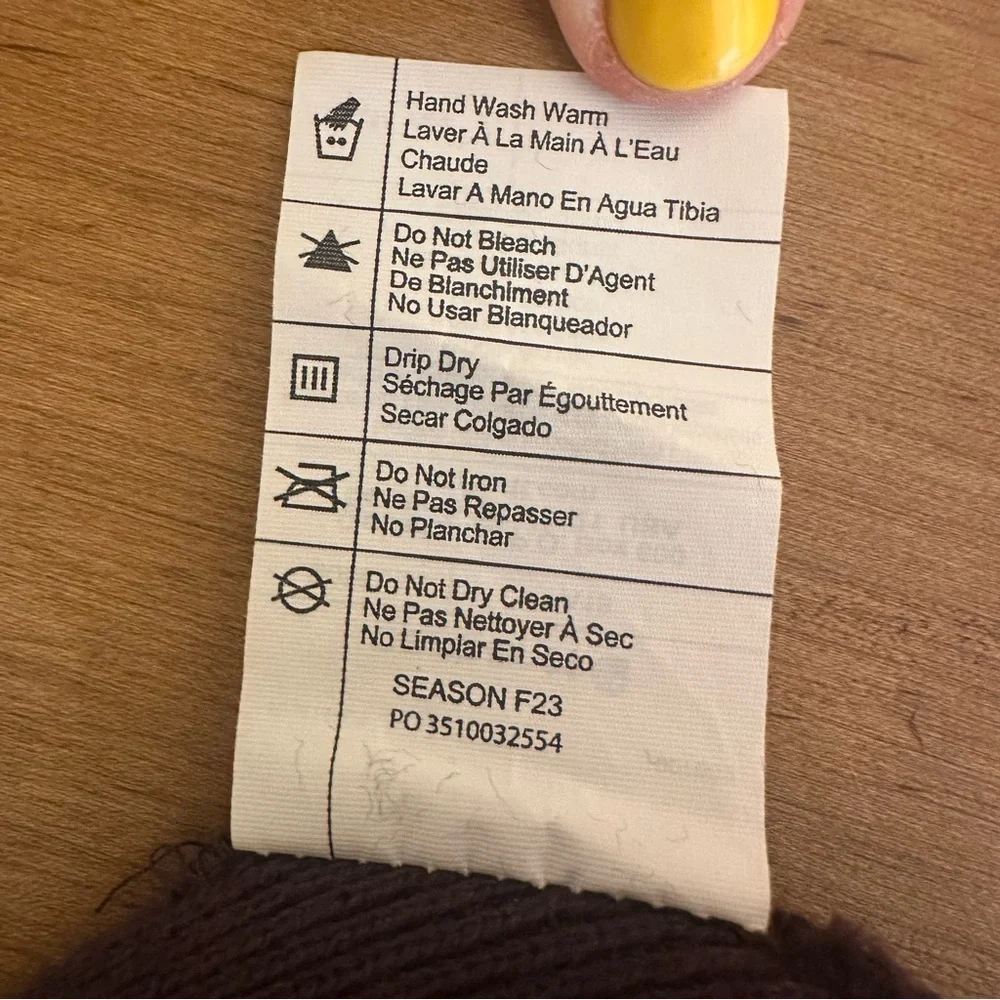 Hand Wash Warm
Laver À La Main À L'Eau
Chaude
Lavar A Mano En Agua Tibia
Do Not Bleach
Ne Pas Utiliser D'Agent
De Blanchiment
No Usar Blanqueador
Drip Dry
Séchage Par Égouttement
Secar Colgado
Do Not Iron
Ne Pas Repasser
No Planchar
Do Not Dry Clean
Ne Pas Nettoyer À Sec
No Limpiar En Seco
SEASON F23
PO 3510032554